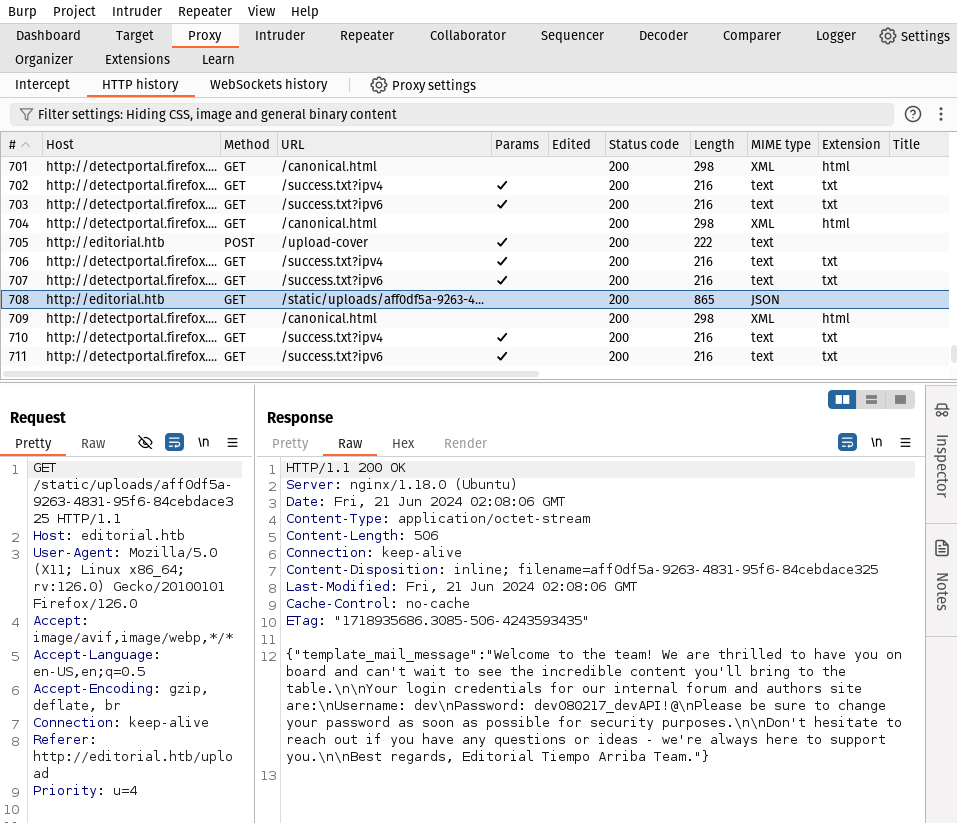 Burp Project Intruder Repeater View Help
Dashboard Target Proxy Intruder Repeater Collaborator Sequencer Decoder Comparer Logger Settings
Organizer Extensions Learn
Intercept HTTP history WebSockets history Proxy settings
Filter settings: Hiding CSS, image and general binary content
# Host Method URL Params Edited Status code Length MIME type Extension Title
701 http://detectportal.firefox.... GET /canonical.html 200 298 XML html
702 http://detectportal.firefox.... GET /success.txt?ipv4 ✓ 200 216 text txt
703 http://detectportal.firefox.... GET /success.txt?ipv6 ✓ 200 216 text txt
704 http://detectportal.firefox.... GET /canonical.html 200 298 XML html
705 http://editorial.htb POST /upload-cover ✓ 200 222 text
706 http://detectportal.firefox.... GET /success.txt?ipv4 ✓ 200 216 text txt
707 http://detectportal.firefox.... GET /success.txt?ipv6 ✓ 200 216 text txt
708 http://editorial.htb GET /static/uploads/aff0df5a-9263-4... 200 865 JSON
709 http://detectportal.firefox.... GET /canonical.html 200 298 XML html
710 http://detectportal.firefox.... GET /success.txt?ipv4 ✓ 200 216 text txt
711 http://detectportal.firefox.... GET /success.txt?ipv6 ✓ 200 216 text txt
Request
Pretty Raw \n
1 GET
/static/uploads/aff0df5a-
9263-4831-95f6-84cebdace3
25 HTTP/1.1
2 Host: editorial.htb
3 User-Agent: Mozilla/5.0
(X11; Linux x86_64;
rv:126.0) Gecko/20100101
Firefox/126.0
4 Accept:
image/avif,image/webp,*/*
5 Accept-Language:
en-US,en;q=0.5
6 Accept-Encoding: gzip,
deflate, br
7 Connection: keep-alive
8 Referer:
http://editorial.htb/uplo
ad
9 Priority: u=4
10
Response
Pretty Raw Hex Render \n
1 HTTP/1.1 200 OK
2 Server: nginx/1.18.0 (Ubuntu)
3 Date: Fri, 21 Jun 2024 02:08:06 GMT
4 Content-Type: application/octet-stream
5 Content-Length: 506
6 Connection: keep-alive
7 Content-Disposition: inline; filename=aff0df5a-9263-4831-95f6-84cebdace325
8 Last-Modified: Fri, 21 Jun 2024 02:08:06 GMT
9 Cache-Control: no-cache
10 ETag: "1718935686.3085-506-4243593435"
11
12 {"template_mail_message":"Welcome to the team! We are thrilled to have you on
board and can't wait to see the incredible content you'll bring to the
table.\n\nYour login credentials for our internal forum and authors site
are:\nUsername: dev\nPassword: dev080217_devAPI!@\nPlease be sure to change
your password as soon as possible for security purposes.\n\nDon't hesitate to
reach out if you have any questions or ideas - we're always here to support
you.\n\nBest regards, Editorial Tiempo Arriba Team."}
13
Inspector
Notes